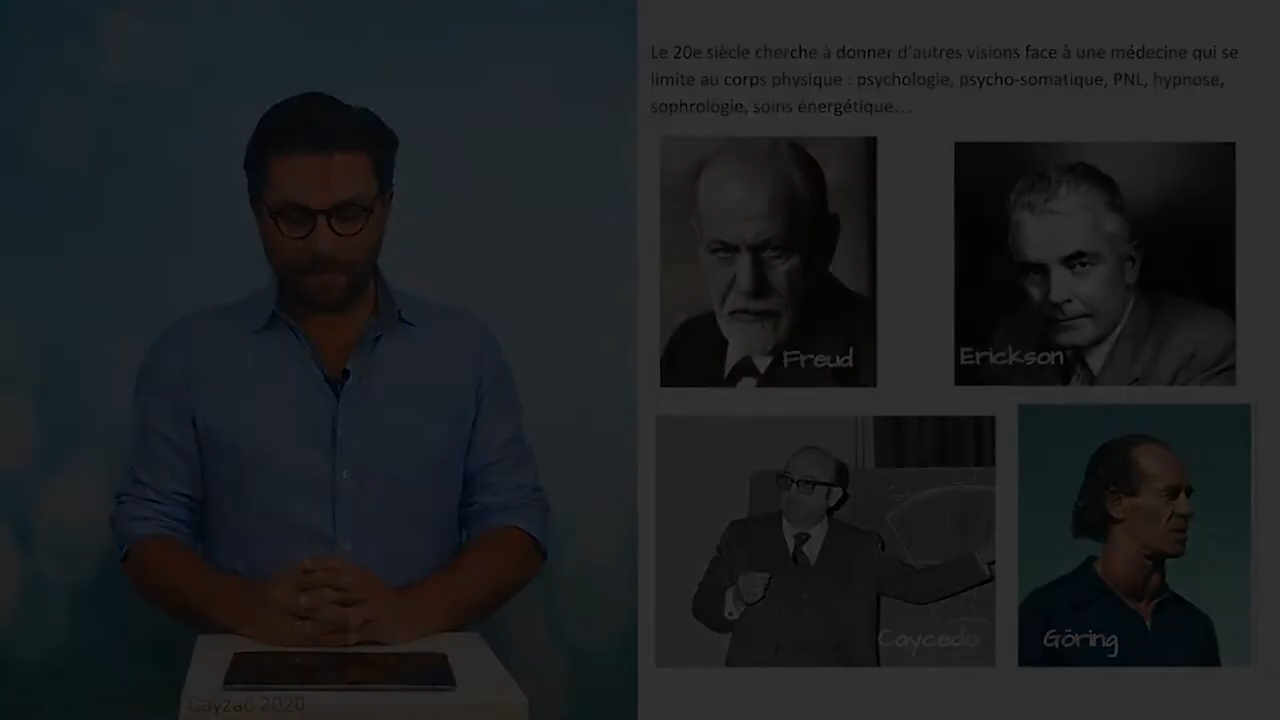 Le 20e siècle cherche à donner d'autres visions face à une médecine qui se
limite au corps physique : psychologie, psycho-somatique, PNL, hypnose,
sophrologie, soins énergétique…
Freud
Erickson
Caycedo
Göring
Cayzac 2020